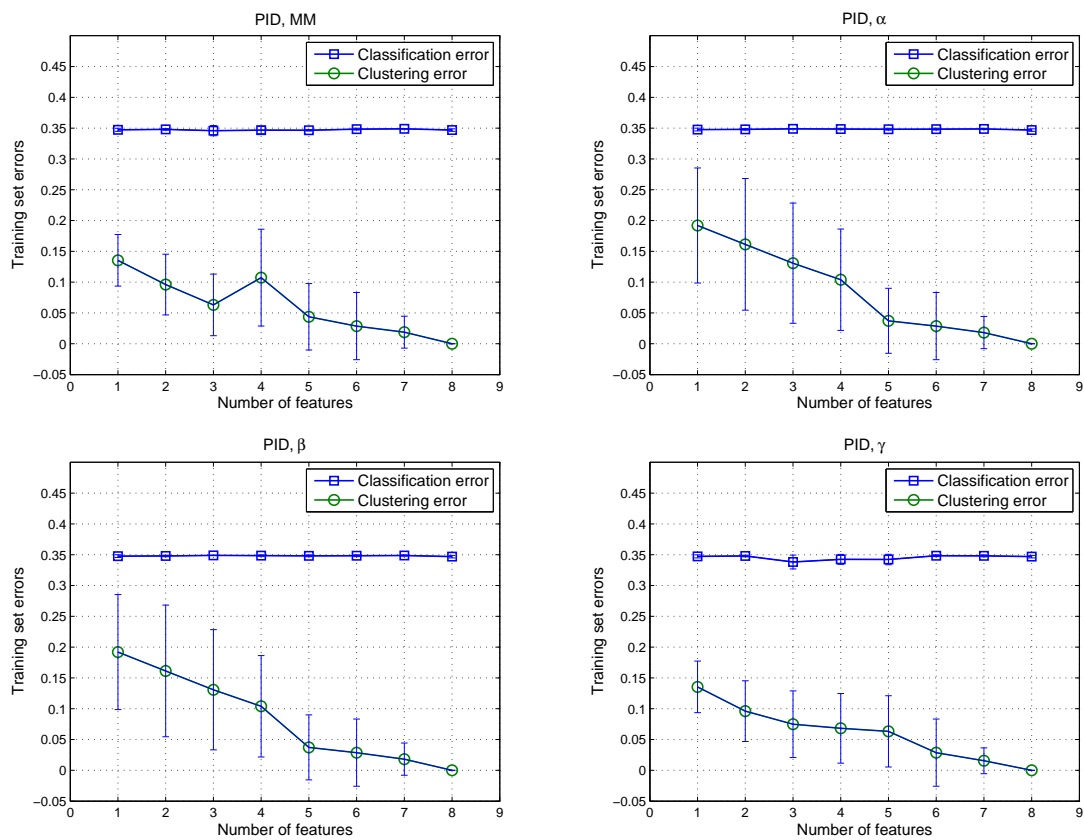 PID, MM
Classification error
Clustering error
0.45
0.4
0.35
0.3
0.25
0.2
0.15
0.1
0.05
0
−0.05
Training set errors
0 1 2 3 4 5 6 7 8 9
Number of features
PID, α
Classification error
Clustering error
0.45
0.4
0.35
0.3
0.25
0.2
0.15
0.1
0.05
0
−0.05
Training set errors
0 1 2 3 4 5 6 7 8 9
Number of features
PID, β
Classification error
Clustering error
0.45
0.4
0.35
0.3
0.25
0.2
0.15
0.1
0.05
0
−0.05
Training set errors
0 1 2 3 4 5 6 7 8 9
Number of features
PID, γ
Classification error
Clustering error
0.45
0.4
0.35
0.3
0.25
0.2
0.15
0.1
0.05
0
−0.05
Training set errors
0 1 2 3 4 5 6 7 8 9
Number of features